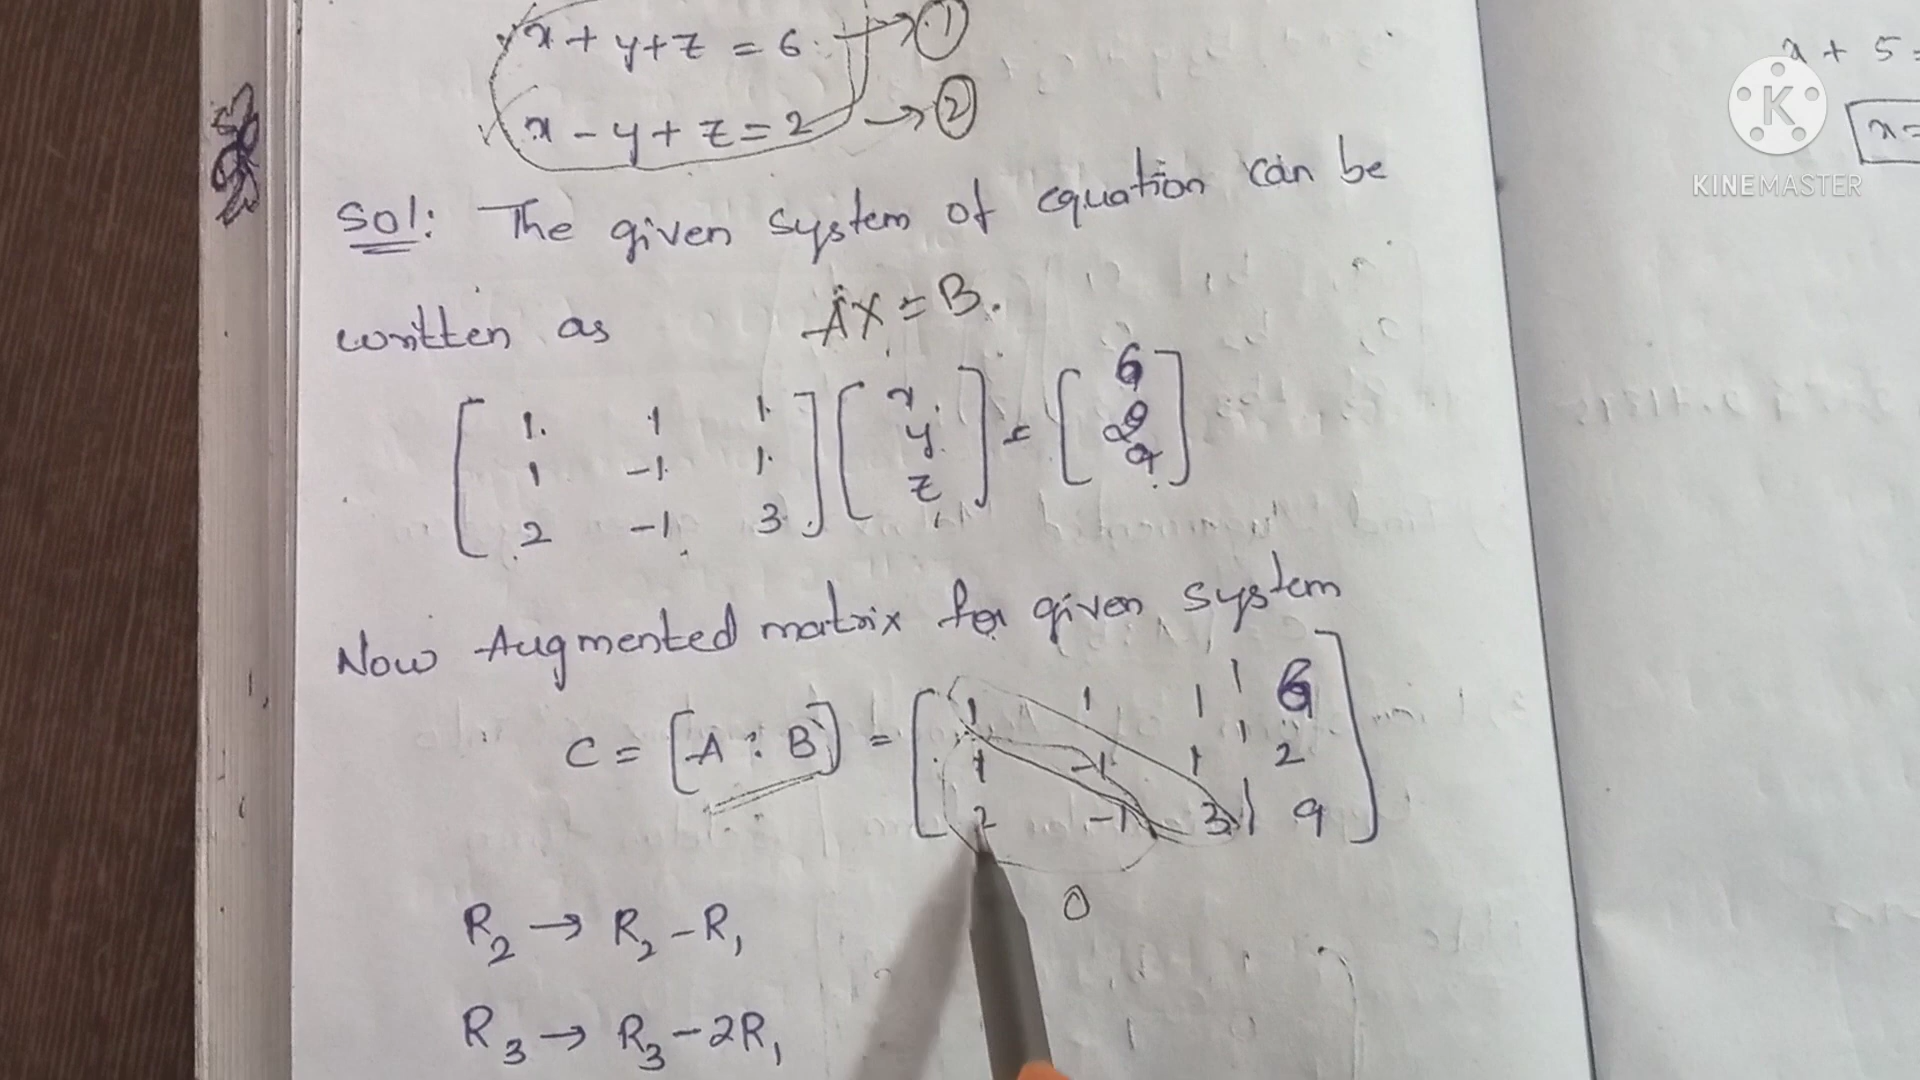 x + y + z = 6 → ①
x - y + z = 2 → ②
x + 5 =
x =
KINEMASTER
Sol: The given system of equation can be
written as AX = B.
[ 1 1 1 ] [ x ] = [ 6 ]
[ 1 -1 1 ] [ y ] [ 2 ]
[ 2 -1 3 ] [ z ] [ 9 ]
Now Augmented matrix for given system
C = [A : B] = [ 1 1 1 | 6 ]
[ 1 -1 1 | 2 ]
[ 2 -1 3 | 9 ]
0
R₂ → R₂ - R₁
R₃ → R₃ - 2R₁